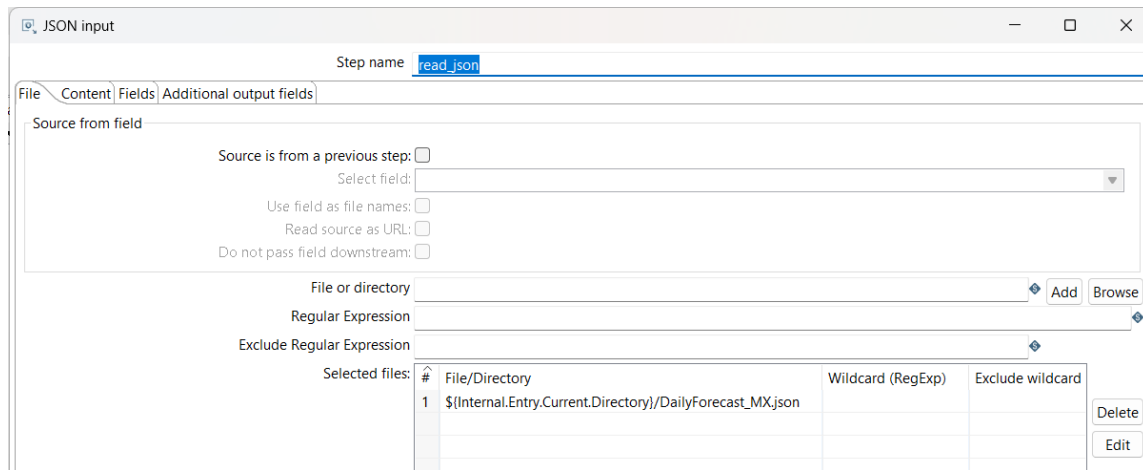 JSON input
Step name read_json
File Content Fields Additional output fields
Source from field
Source is from a previous step:
Select field:
Use field as file names:
Read source as URL:
Do not pass field downstream:
File or directory Add Browse
Regular Expression
Exclude Regular Expression
Selected files: # File/Directory Wildcard (RegExp) Exclude wildcard
1 ${Internal.Entry.Current.Directory}/DailyForecast_MX.json
Delete
Edit